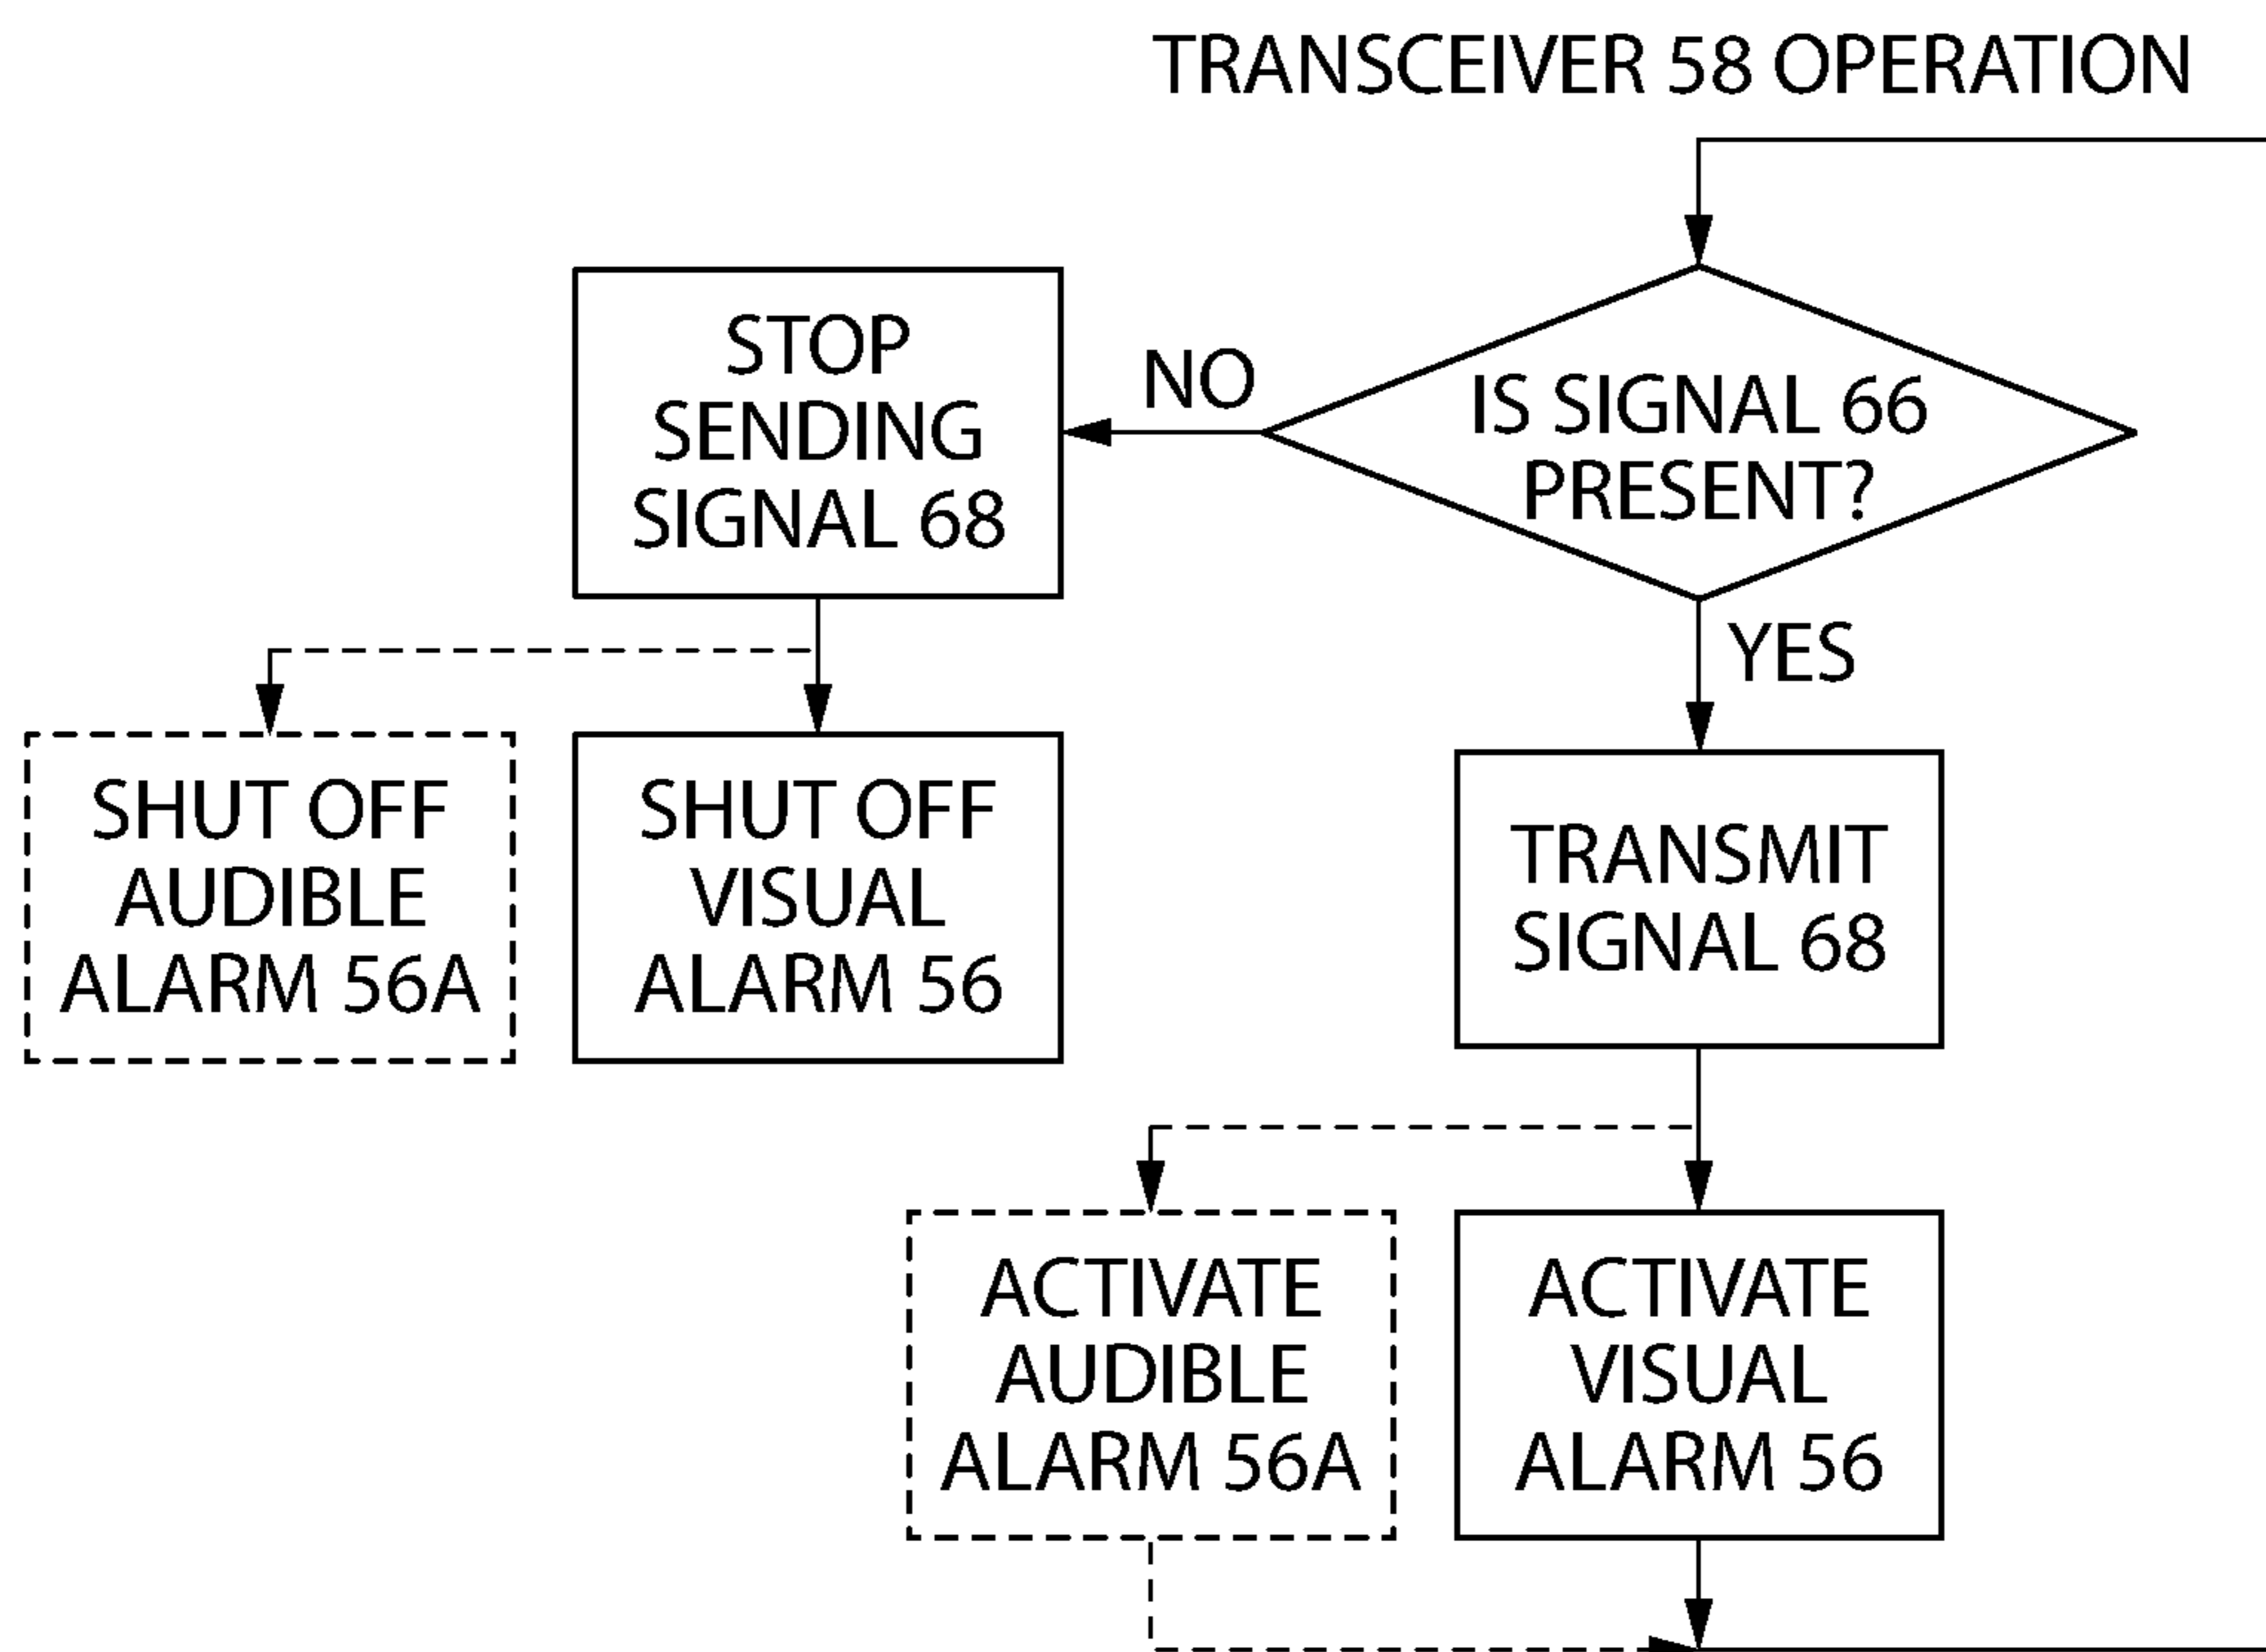 TRANSCEIVER 58 OPERATION
STOP
SENDING
SIGNAL 68
NO
IS SIGNAL 66
PRESENT?
YES
SHUT OFF
AUDIBLE
ALARM 56A
SHUT OFF
VISUAL
ALARM 56
TRANSMIT
SIGNAL 68
ACTIVATE
AUDIBLE
ALARM 56A
ACTIVATE
VISUAL
ALARM 56